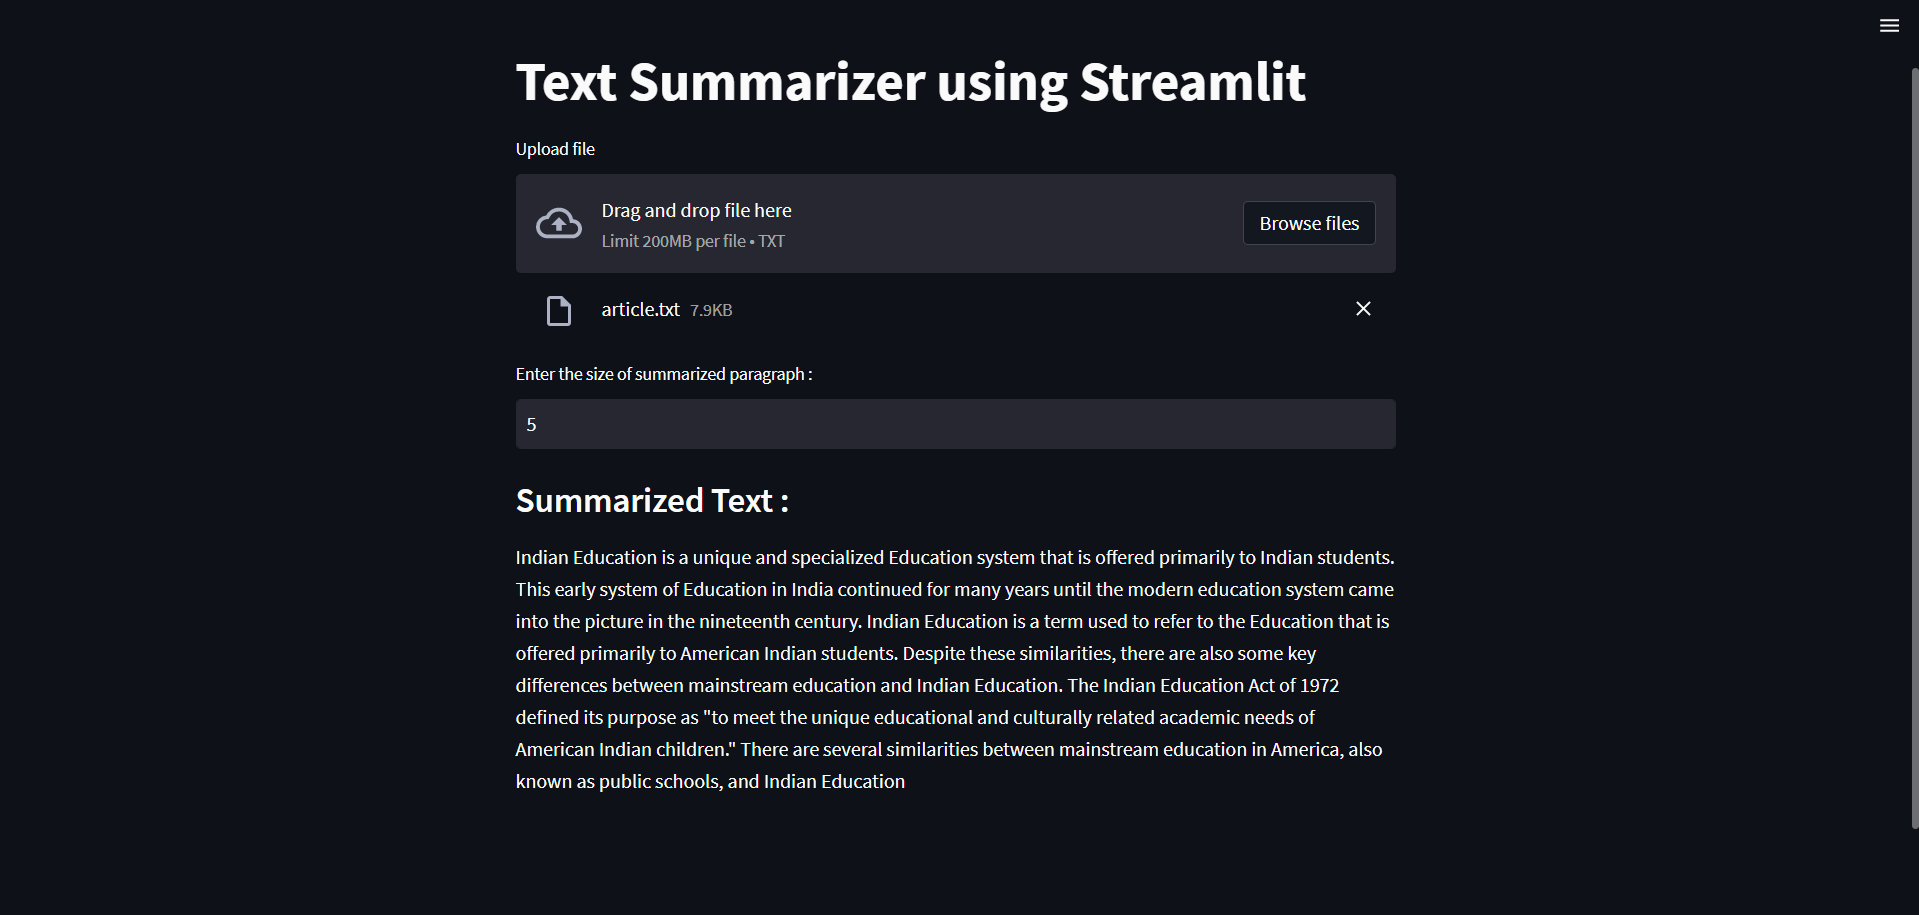 Text Summarizer using Streamlit
Upload file
Drag and drop file here
Limit 200MB per file • TXT
Browse files
article.txt 7.9KB
Enter the size of summarized paragraph :
5
Summarized Text :
Indian Education is a unique and specialized Education system that is offered primarily to Indian students.
This early system of Education in India continued for many years until the modern education system came
into the picture in the nineteenth century. Indian Education is a term used to refer to the Education that is
offered primarily to American Indian students. Despite these similarities, there are also some key
differences between mainstream education and Indian Education. The Indian Education Act of 1972
defined its purpose as "to meet the unique educational and culturally related academic needs of
American Indian children." There are several similarities between mainstream education in America, also
known as public schools, and Indian Education